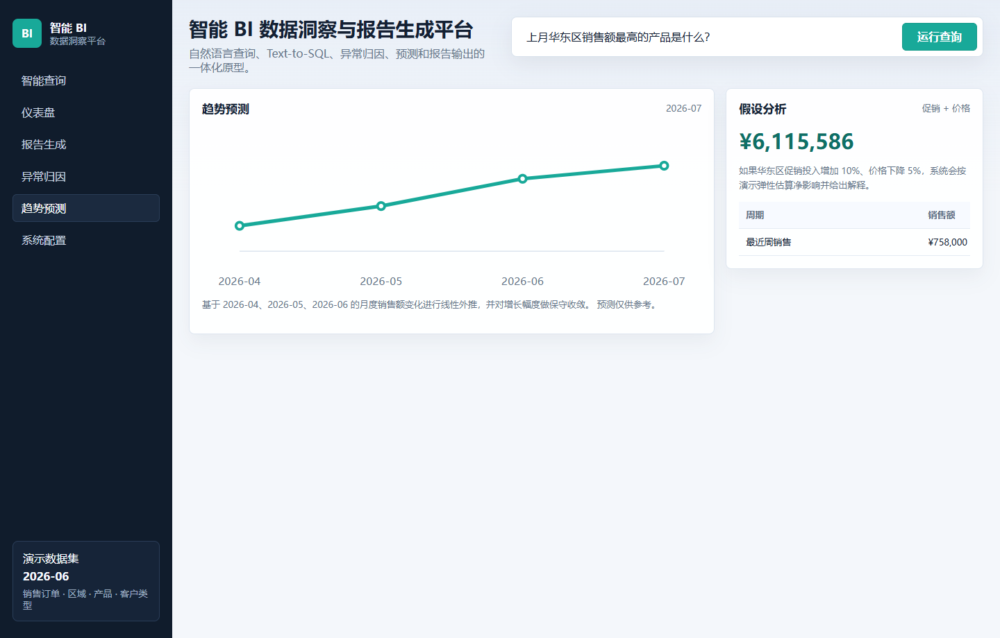 BI
智能 BI
数据洞察平台
智能查询
仪表盘
报告生成
异常归因
趋势预测
系统配置
演示数据集
2026-06
销售订单 · 区域 · 产品 · 客户类
型
智能 BI 数据洞察与报告生成平台
自然语言查询、Text-to-SQL、异常归因、预测和报告输出的
一体化原型。
上月华东区销售额最高的产品是什么？
运行查询
趋势预测
2026-07
2026-04
2026-05
2026-06
2026-07
基于 2026-04、2026-05、2026-06 的月度销售额变化进行线性外推，并对增长幅度做保守收敛。 预测仅供参考。
假设分析
促销 + 价格
¥6,115,586
如果华东区促销投入增加 10%、价格下降 5%，系统会按
演示弹性估算净影响并给出解释。
周期 销售额
最近周销售 ¥758,000